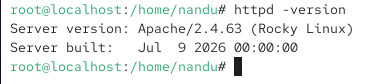 root@localhost:/home/nandu# httpd -version
Server version: Apache/2.4.63 (Rocky Linux)
Server built:   Jul  9 2026 00:00:00
root@localhost:/home/nandu#